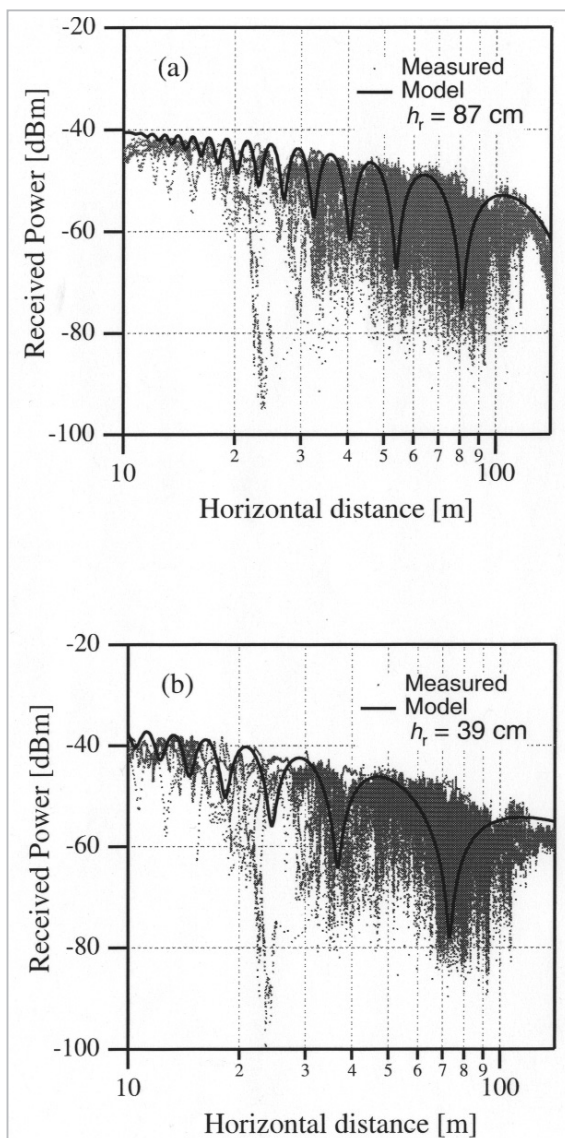 -20
(a)
Measured
Model
hr = 87 cm
-40
-60
-80
-100
Received Power [dBm]
10 2 3 4 5 6 7 8 9 100
Horizontal distance [m]
-20
(b)
Measured
Model
hr = 39 cm
-40
-60
-80
-100
Received Power [dBm]
10 2 3 4 5 6 7 8 9 100
Horizontal distance [m]